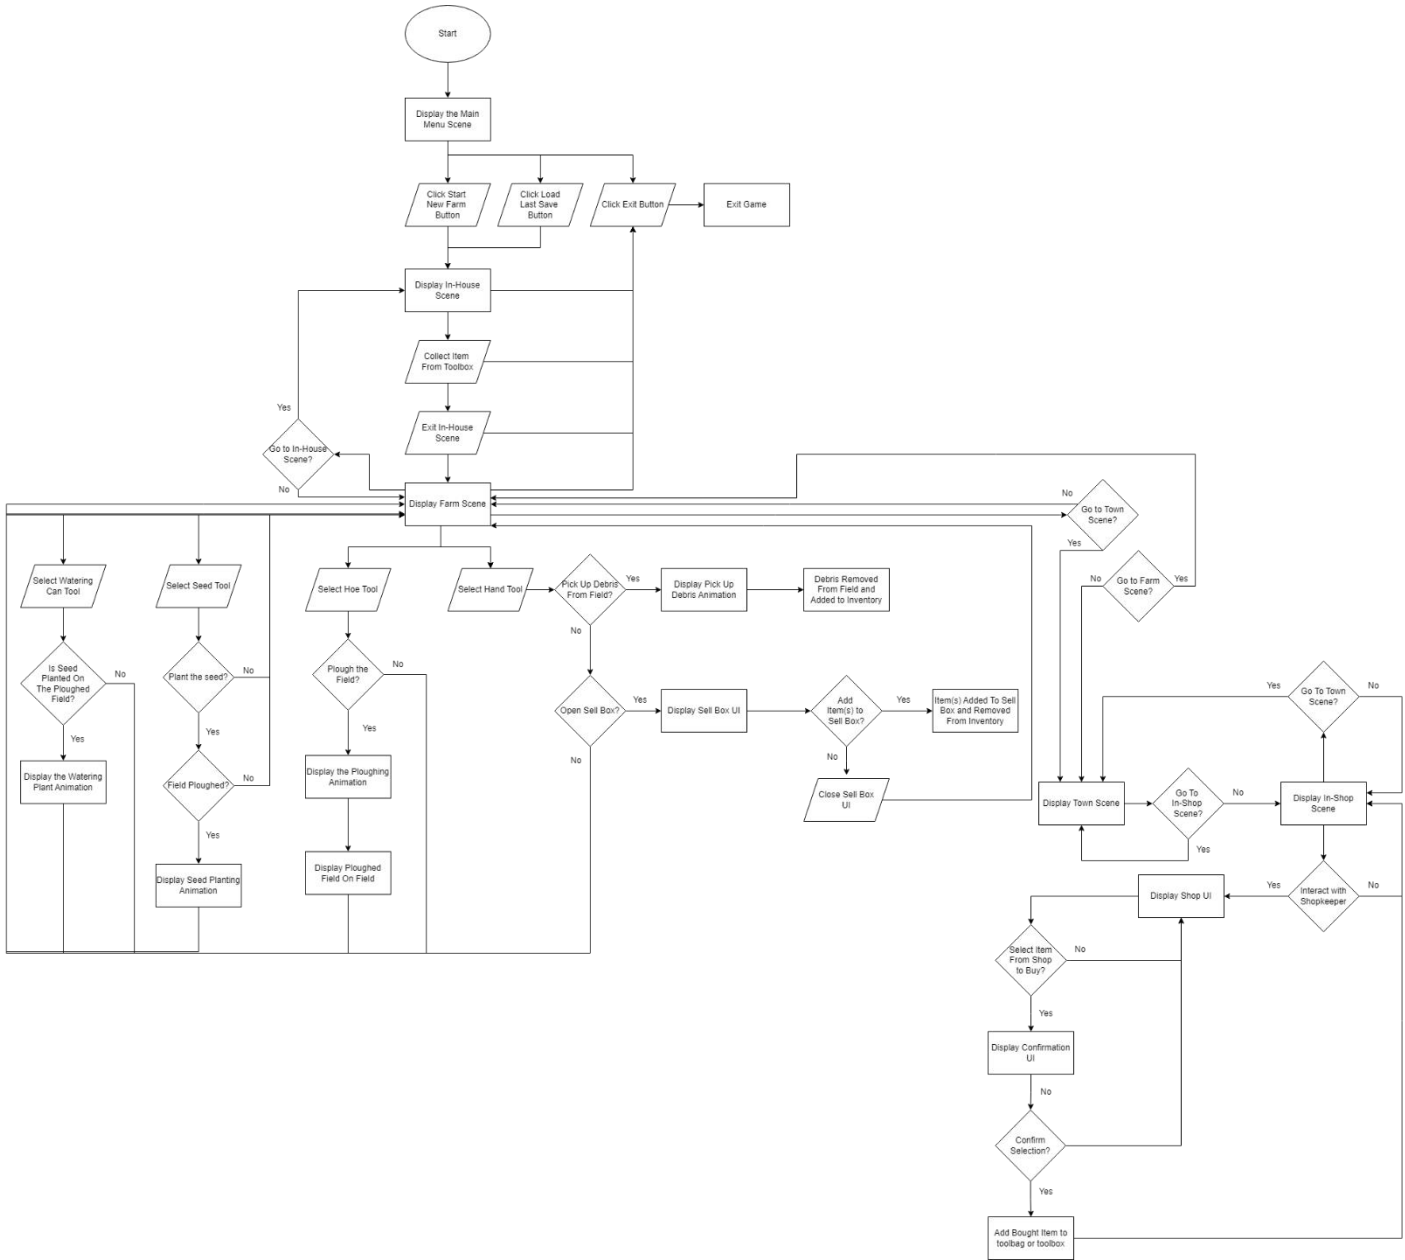 Start
Display the Main
Menu Scene
Click Start
New Farm
Button
Click Load
Last Save
Button
Click Exit Button
Exit Game
Display In-House
Scene
Collect Item
From Toolbox
Yes
Exit In-House
Scene
Go to In-House
Scene?
No
Display Farm Scene
No
Go to Town
Scene?
Yes
No
Go to Farm
Scene?
Yes
Select Watering
Can Tool
Select Seed Tool
Select Hoe Tool
Select Hand Tool
Pick Up Debris
From Field?
Yes
Display Pick Up
Debris Animation
Debris Removed
From Field and
Added to Inventory
No
Is Seed
Planted On
The Ploughed
Field?
No
Yes
Plant the seed?
No
Yes
Plough the
Field?
No
Yes
Open Sell Box?
Yes
No
Display Sell Box UI
Add
Item(s) to
Sell Box?
Yes
No
Item(s) Added To Sell
Box and Removed
From Inventory
Close Sell Box
UI
Yes
Go To Town
Scene?
No
Display the Watering
Plant Animation
Field Ploughed?
No
Yes
Display the Ploughing
Animation
Display Town Scene
Go To
In-Shop
Scene?
No
Yes
Display In-Shop
Scene
Display Seed Planting
Animation
Display Ploughed
Field On Field
Display Shop UI
Yes
Interact with
Shopkeeper
No
Select Item
From Shop
to Buy?
No
Yes
Display Confirmation
UI
No
Confirm
Selection?
Yes
Add Bought Item to
toolbag or toolbox